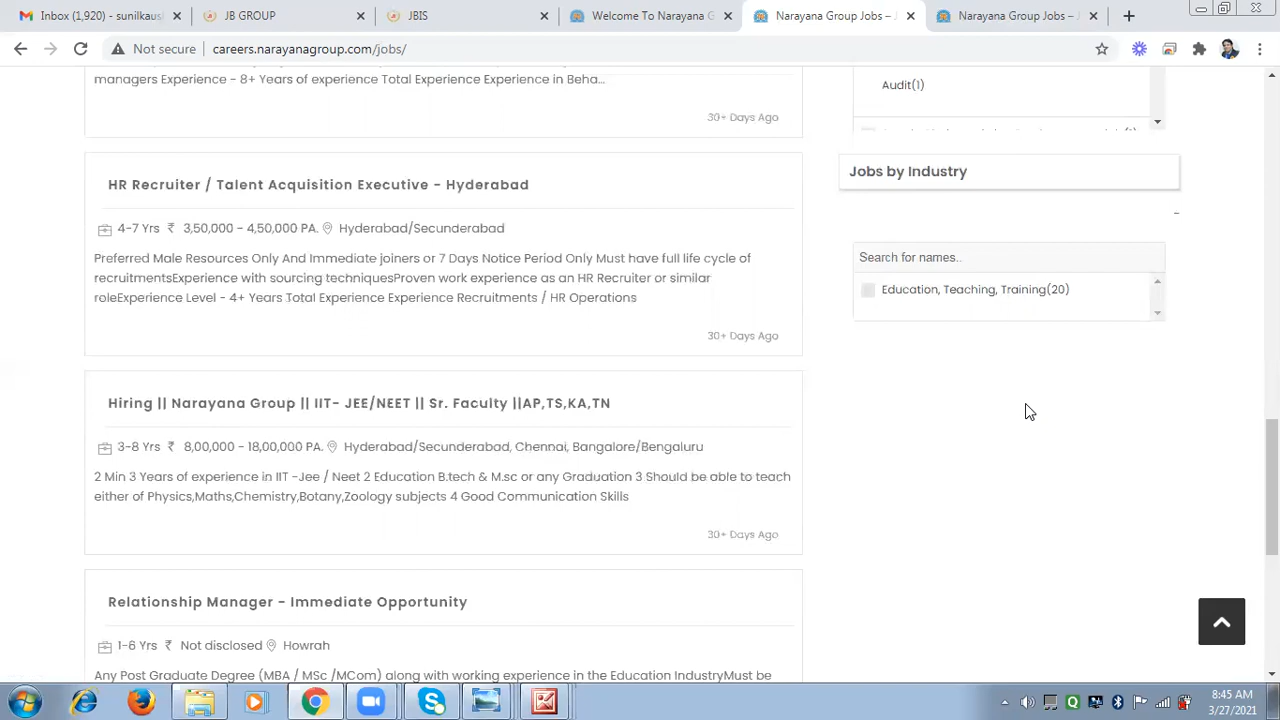 Inbox (1,920) - sunilkaus
JB GROUP
JBIS
Welcome To Narayana G
Narayana Group Jobs –
Narayana Group Jobs – J
Not secure
careers.narayanagroup.com/jobs/
managers Experience - 8+ Years of experience Total Experience Experience in Beha...
30+ Days Ago
Audit(1)
Jobs by Industry
-
Search for names..
Education, Teaching, Training(20)
HR Recruiter / Talent Acquisition Executive - Hyderabad
4-7 Yrs ₹ 3,50,000 - 4,50,000 PA. Hyderabad/Secunderabad
Preferred Male Resources Only And Immediate joiners or 7 Days Notice Period Only Must have full life cycle of
recruitmentsExperience with sourcing techniquesProven work experience as an HR Recruiter or similar
roleExperience Level - 4+ Years Total Experience Experience Recruitments / HR Operations
30+ Days Ago
Hiring || Narayana Group || IIT- JEE/NEET || Sr. Faculty ||AP,TS,KA,TN
3-8 Yrs ₹ 8,00,000 - 18,00,000 PA. Hyderabad/Secunderabad, Chennai, Bangalore/Bengaluru
2 Min 3 Years of experience in IIT -Jee / Neet 2 Education B.tech & M.sc or any Graduation 3 Should be able to teach
either of Physics,Maths,Chemistry,Botany,Zoology subjects 4 Good Communication Skills
30+ Days Ago
Relationship Manager - Immediate Opportunity
1-6 Yrs ₹ Not disclosed Howrah
Any Post Graduate Degree (MBA / MSc /MCom) along with working experience in the Education IndustryMust be
8:45 AM
3/27/2021